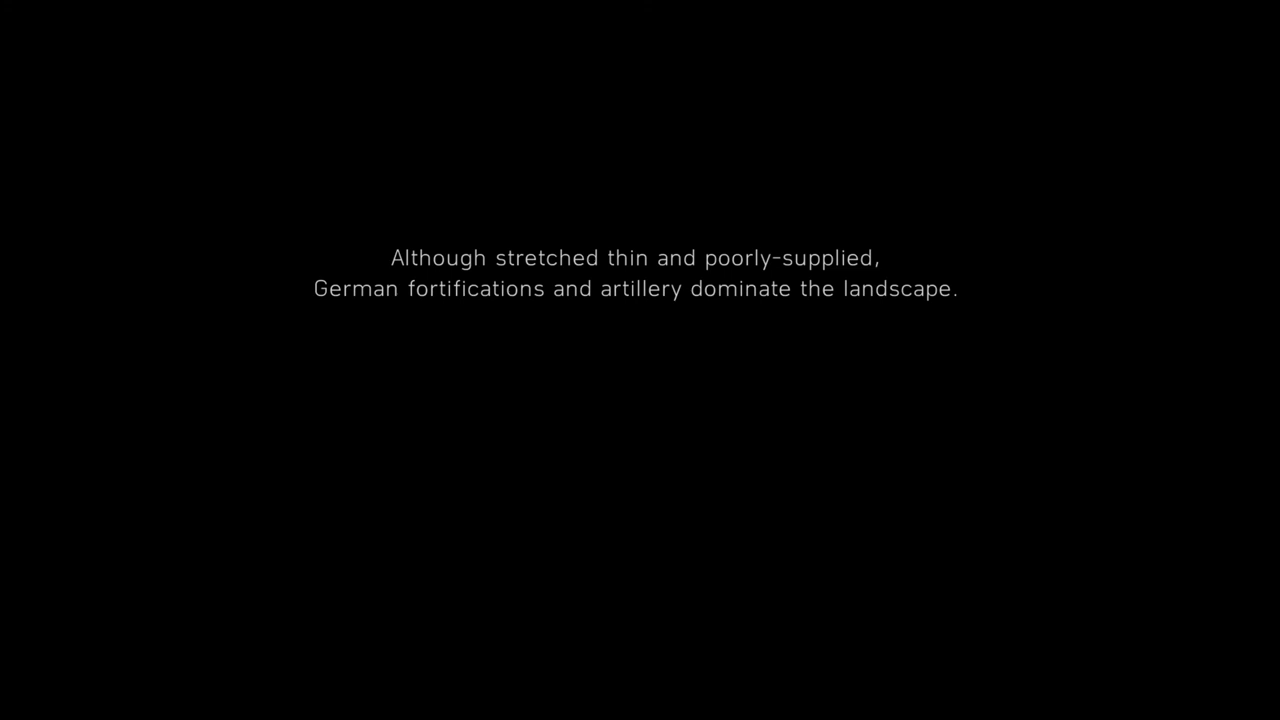 Although stretched thin and poorly-supplied,
German fortifications and artillery dominate the landscape.